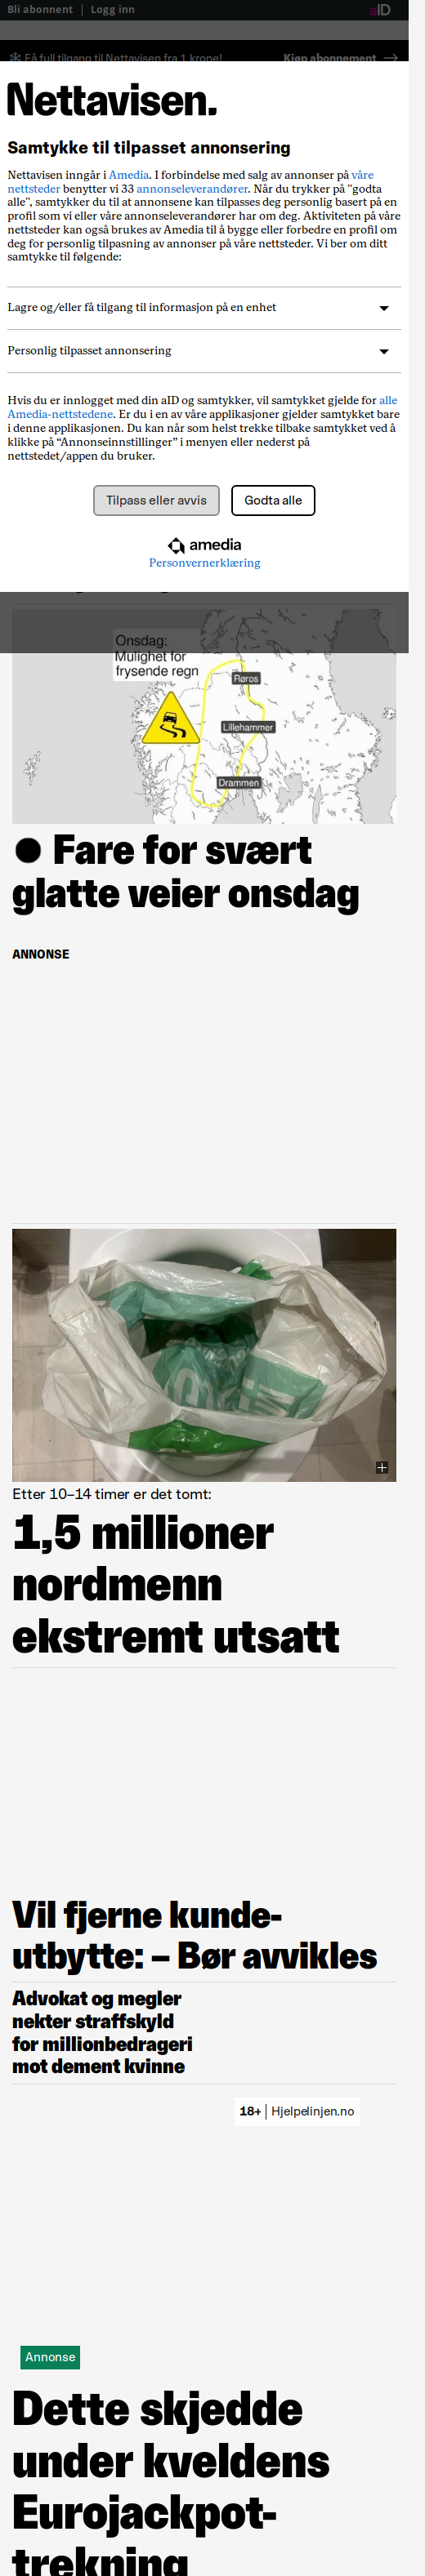 Bli abonnent | Logg inn
aID
Få full tilgang til Nettavisen fra 1 krone!
Kjøp abonnement
Nettavisen.
Samtykke til tilpasset annonsering
Nettavisen inngår i Amedia. I forbindelse med salg av annonser på våre
nettsteder benytter vi 33 annonseleverandører. Når du trykker på "godta
alle", samtykker du til at annonsene kan tilpasses deg personlig basert på en
profil som vi eller våre annonseleverandører har om deg. Aktiviteten på våre
nettsteder kan også brukes av Amedia til å bygge eller forbedre en profil om
deg for personlig tilpasning av annonser på våre nettsteder. Vi ber om ditt
samtykke til følgende:
Lagre og/eller få tilgang til informasjon på en enhet
Personlig tilpasset annonsering
Hvis du er innlogget med din aID og samtykker, vil samtykket gjelde for alle
Amedia-nettstedene. Er du i en av våre applikasjoner gjelder samtykket bare
i denne applikasjonen. Du kan når som helst trekke tilbake samtykket ved å
klikke på “Annonseinnstillinger” i menyen eller nederst på
nettstedet/appen du bruker.
Tilpass eller avvis
Godta alle
amedia
Personvernerklæring
Onsdag:
Mulighet for
frysende regn
Røros
Lillehammer
Drammen
Fare for svært
glatte veier onsdag
ANNONSE
Etter 10–14 timer er det tomt:
1,5 millioner
nordmenn
ekstremt utsatt
Vil fjerne kunde-
utbytte: – Bør avvikles
Advokat og megler
nekter straffskyld
for millionbedrageri
mot dement kvinne
18+ | Hjelpelinjen.no
Annonse
Dette skjedde
under kveldens
Eurojackpot-
trekning